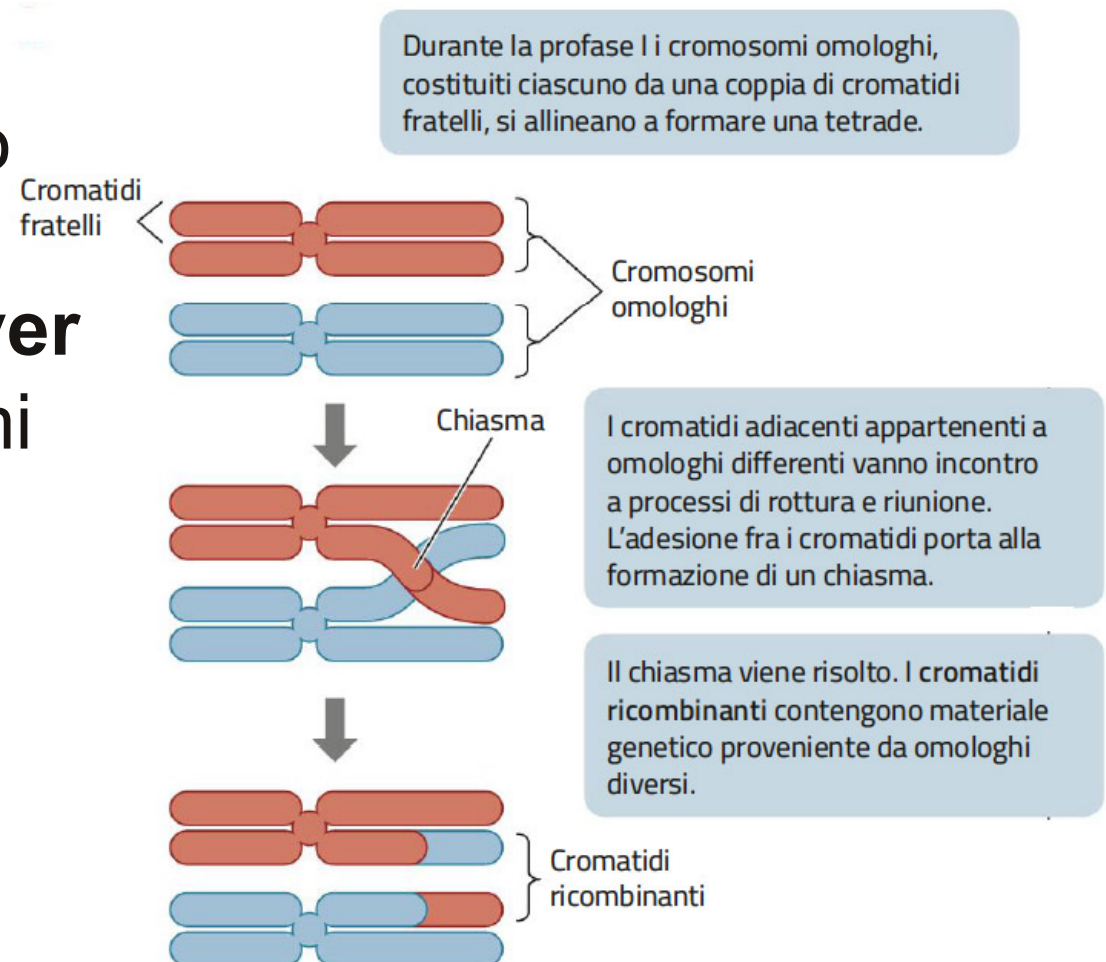 Durante la profase I i cromosomi omologhi,
costituiti ciascuno da una coppia di cromatidi
fratelli, si allineano a formare una tetrade.
o
Cromatidi
fratelli
Cromosomi
omologhi
ver
ni
Chiasma
I cromatidi adiacenti appartenenti a
omologhi differenti vanno incontro
a processi di rottura e riunione.
L'adesione fra i cromatidi porta alla
formazione di un chiasma.
Il chiasma viene risolto. I cromatidi
ricombinanti contengono materiale
genetico proveniente da omologhi
diversi.
Cromatidi
ricombinanti